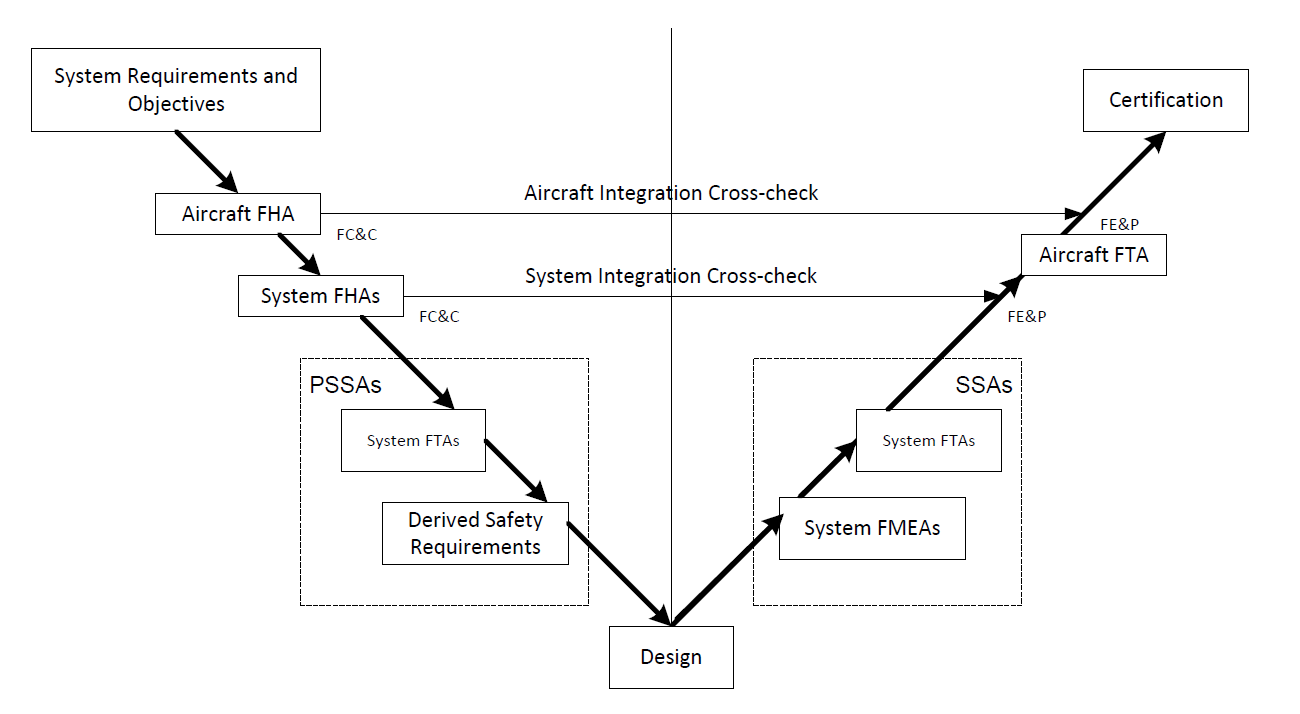 System Requirements and
Objectives
Certification
Aircraft Integration Cross-check
Aircraft FHA
FC&C
FE&P
Aircraft FTA
System Integration Cross-check
System FHAs
FC&C
FE&P
PSSAs
SSAs
System FTAs
System FTAs
Derived Safety
Requirements
System FMEAs
Design